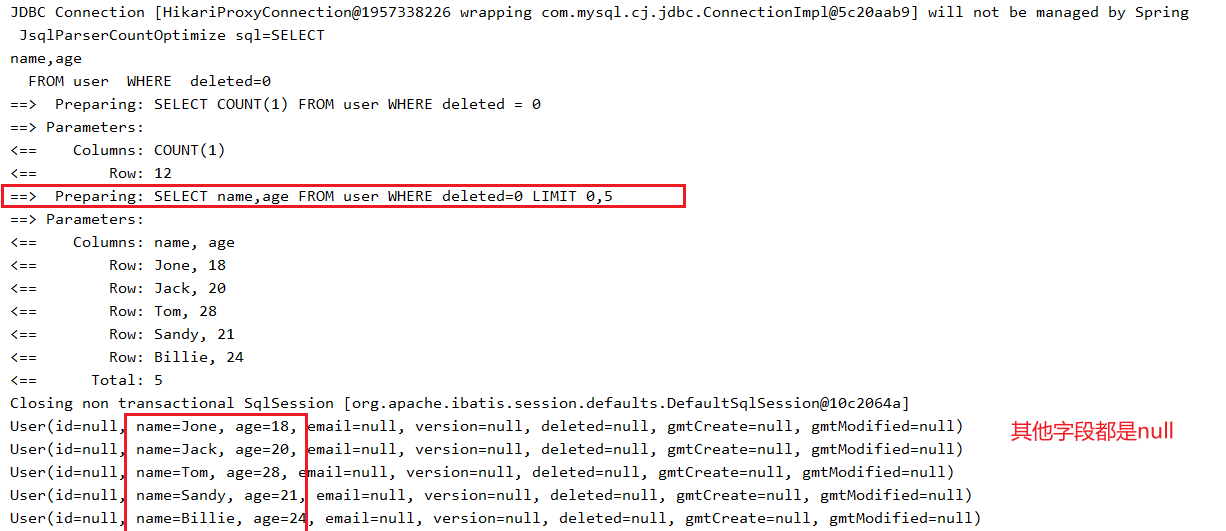 JDBC Connection [HikariProxyConnection@1957338226 wrapping com.mysql.cj.jdbc.ConnectionImpl@5c20aab9] will not be managed by Spring
JsqlParserCountOptimize sql=SELECT
name,age
FROM user  WHERE  deleted=0
==>  Preparing: SELECT COUNT(1) FROM user WHERE deleted = 0
==> Parameters:
<==    Columns: COUNT(1)
<==        Row: 12
==>  Preparing: SELECT name,age FROM user WHERE deleted=0 LIMIT 0,5
==> Parameters:
<==    Columns: name, age
<==        Row: Jone, 18
<==        Row: Jack, 20
<==        Row: Tom, 28
<==        Row: Sandy, 21
<==        Row: Billie, 24
<==      Total: 5
Closing non transactional SqlSession [org.apache.ibatis.session.defaults.DefaultSqlSession@10c2064a]
User(id=null, name=Jone, age=18, email=null, version=null, deleted=null, gmtCreate=null, gmtModified=null)
其他字段都是null
User(id=null, name=Jack, age=20, email=null, version=null, deleted=null, gmtCreate=null, gmtModified=null)
User(id=null, name=Tom, age=28, email=null, version=null, deleted=null, gmtCreate=null, gmtModified=null)
User(id=null, name=Sandy, age=21, email=null, version=null, deleted=null, gmtCreate=null, gmtModified=null)
User(id=null, name=Billie, age=24, email=null, version=null, deleted=null, gmtCreate=null, gmtModified=null)